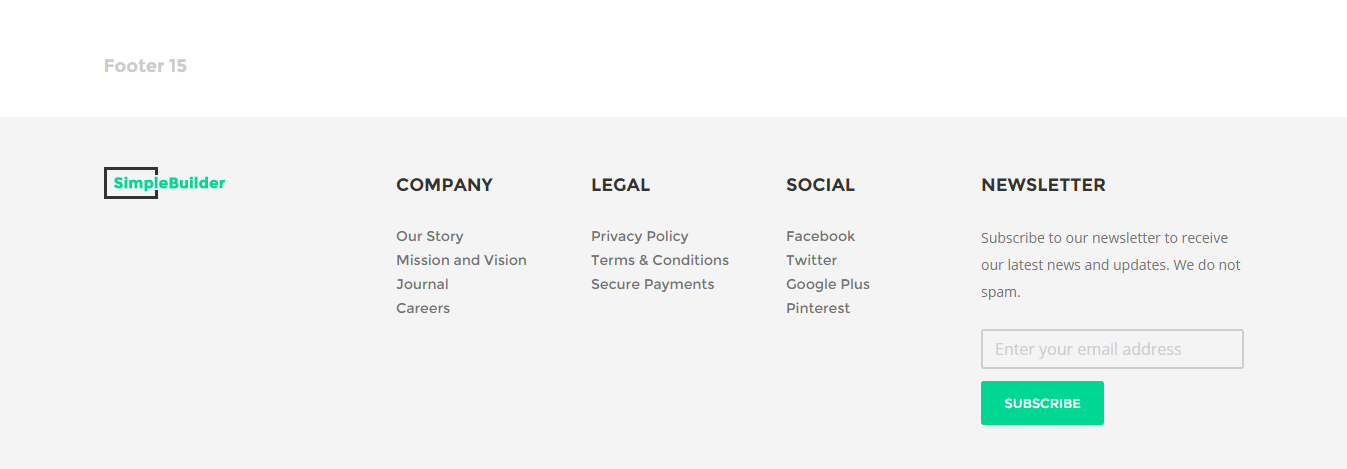 Footer 15
SimpleBuilder
COMPANY
Our Story
Mission and Vision
Journal
Careers
LEGAL
Privacy Policy
Terms & Conditions
Secure Payments
SOCIAL
Facebook
Twitter
Google Plus
Pinterest
NEWSLETTER
Subscribe to our newsletter to receive
our latest news and updates. We do not
spam.
Enter your email address
SUBSCRIBE